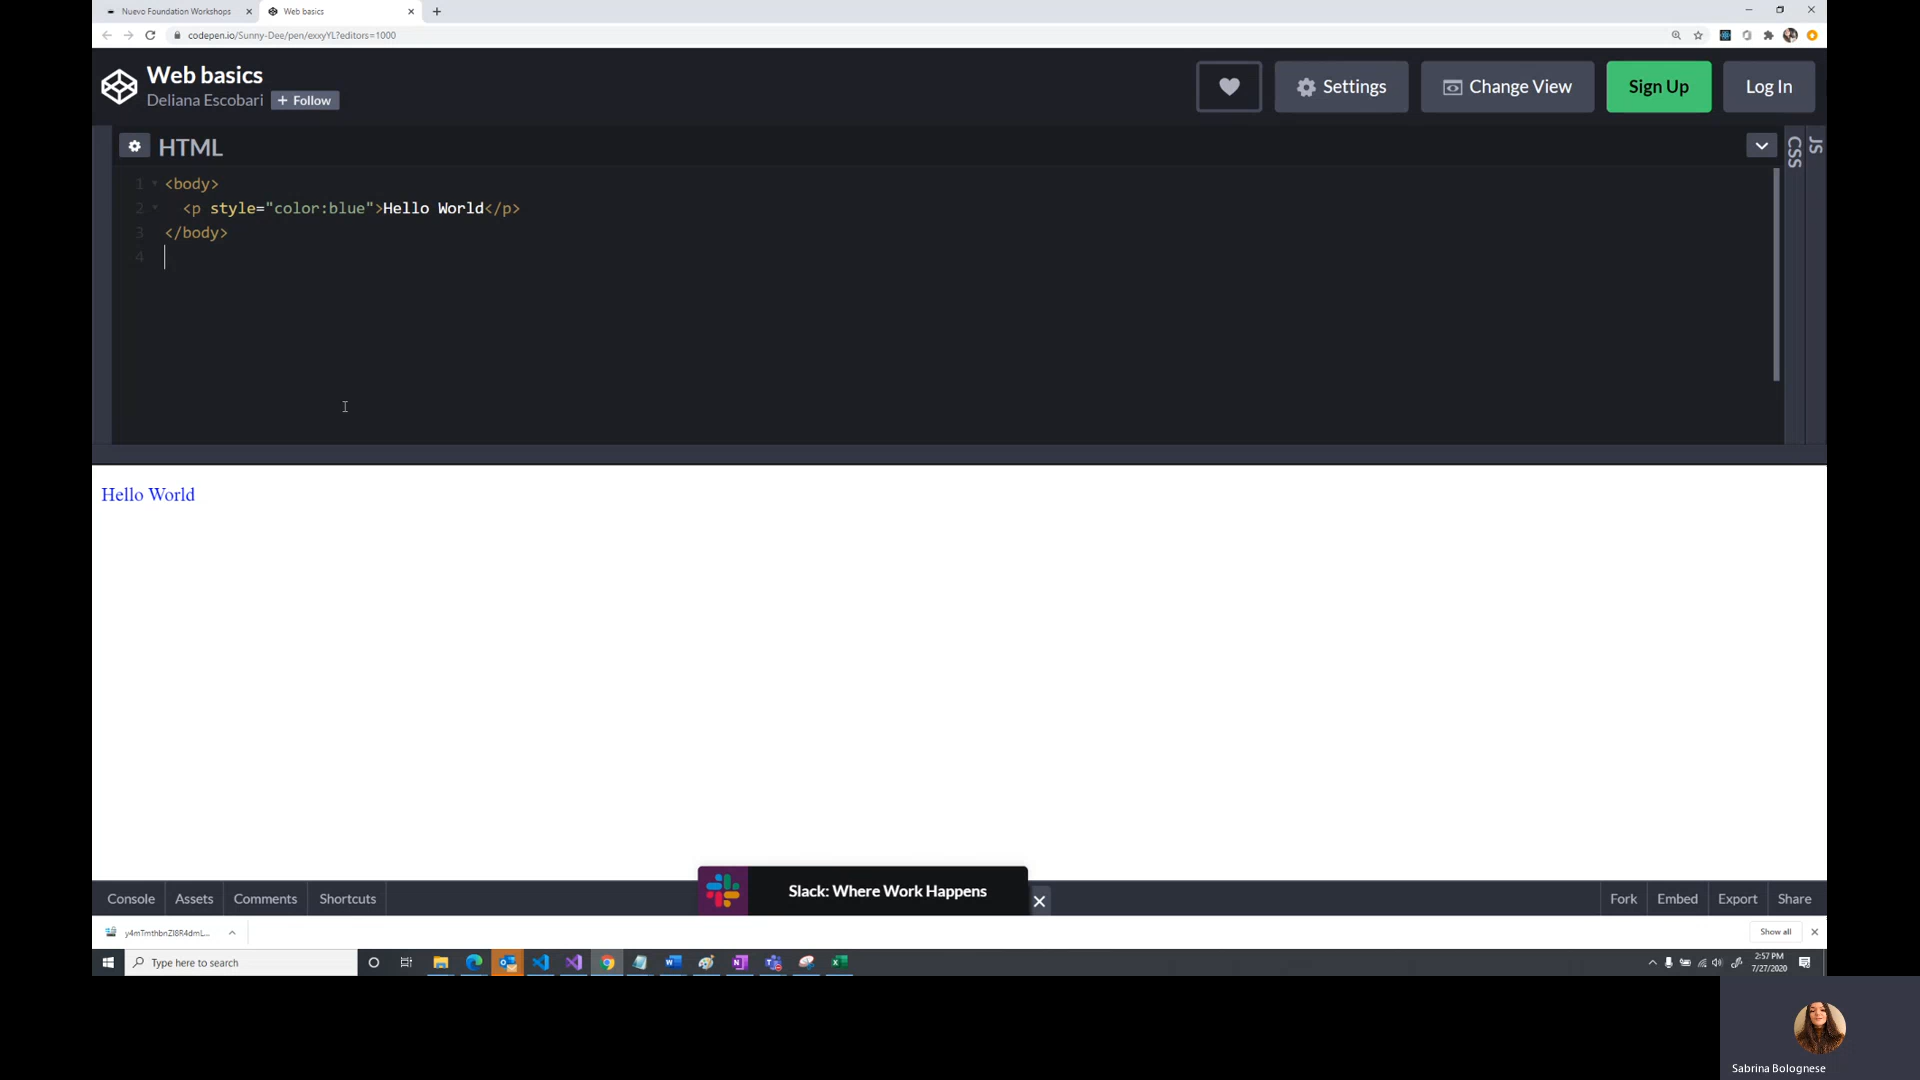 Nuevo Foundation Workshops
Web basics
codepen.io/Sunny-Dee/pen/exxyYL?editors=1000
Web basics
Deliana Escobari
+ Follow
Settings
Change View
Sign Up
Log In
HTML
CSS
JS
1 <body>
2 <p style="color:blue">Hello World</p>
3 </body>
4
Hello World
Slack: Where Work Happens
Console
Assets
Comments
Shortcuts
Fork
Embed
Export
Share
y4mTmthbnZI8R4dmL...
Show all
Type here to search
2:57 PM
7/27/2020
Sabrina Bolognese